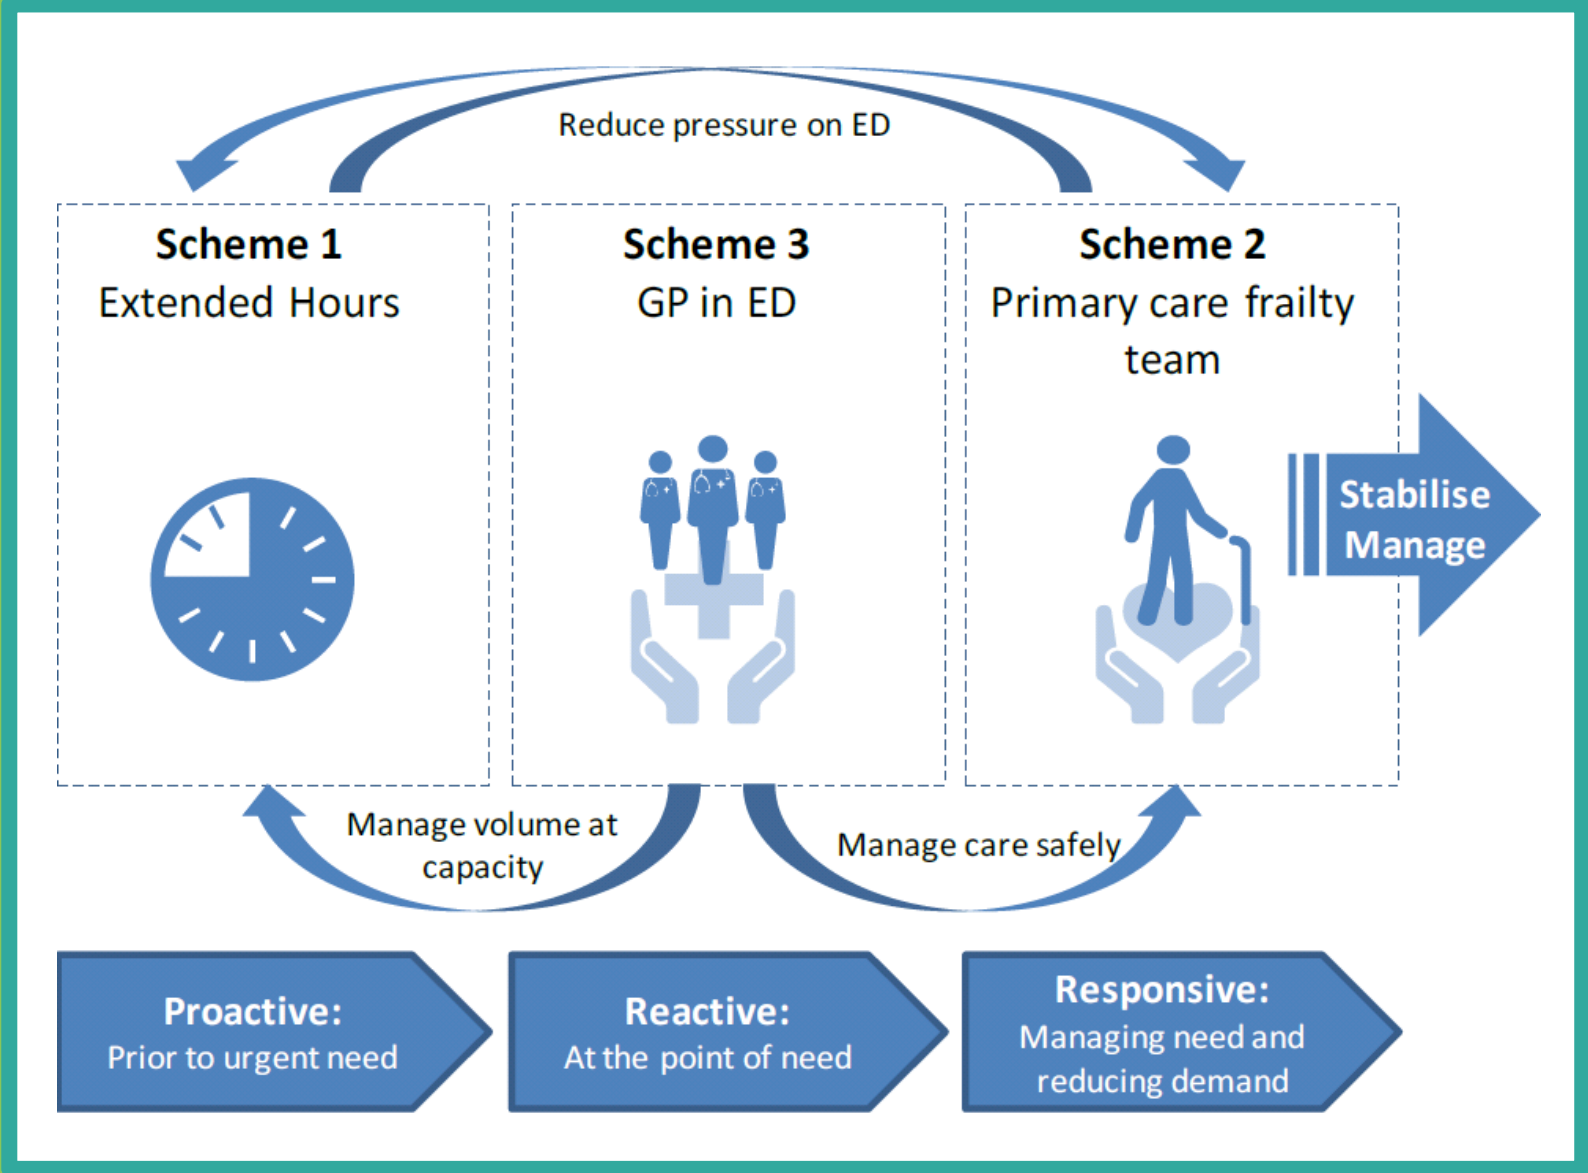 Reduce pressure on ED
Scheme 1
Extended Hours
Scheme 3
GP in ED
Scheme 2
Primary care frailty
team
Stabilise
Manage
Manage volume at
capacity
Manage care safely
Proactive:
Prior to urgent need
Reactive:
At the point of need
Responsive:
Managing need and
reducing demand